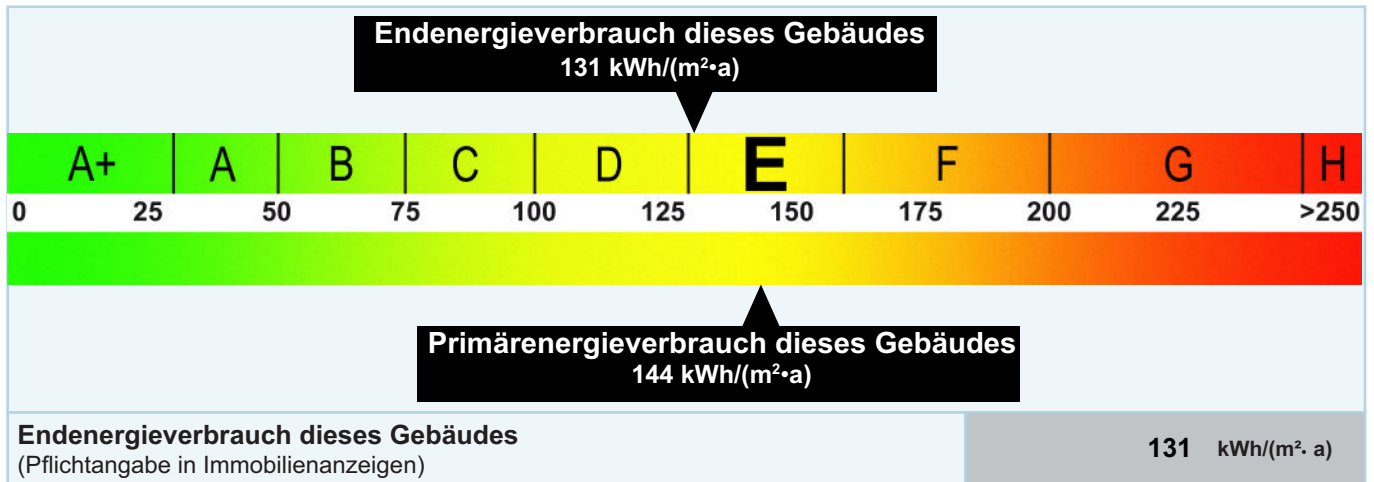 Endenergieverbrauch dieses Gebäudes
131 kWh/(m²•a)
A+ A B C D E F G H
0 25 50 75 100 125 150 175 200 225 >250
Primärenergieverbrauch dieses Gebäudes
144 kWh/(m²•a)
Endenergieverbrauch dieses Gebäudes
(Pflichtangabe in Immobilienanzeigen)
131 kWh/(m²· a)